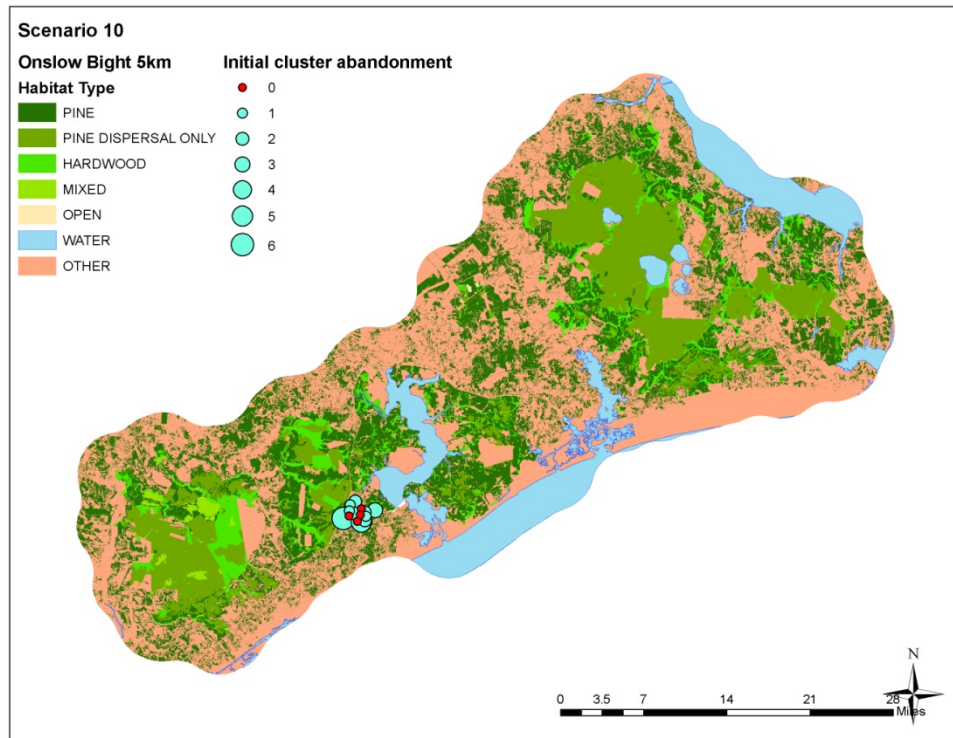 Scenario 10
Onslow Bight 5km
Habitat Type
PINE
PINE DISPERSAL ONLY
HARDWOOD
MIXED
OPEN
WATER
OTHER
Initial cluster abandonment
0
1
2
3
4
5
6
N
0 3.5 7 14 21 28
Miles